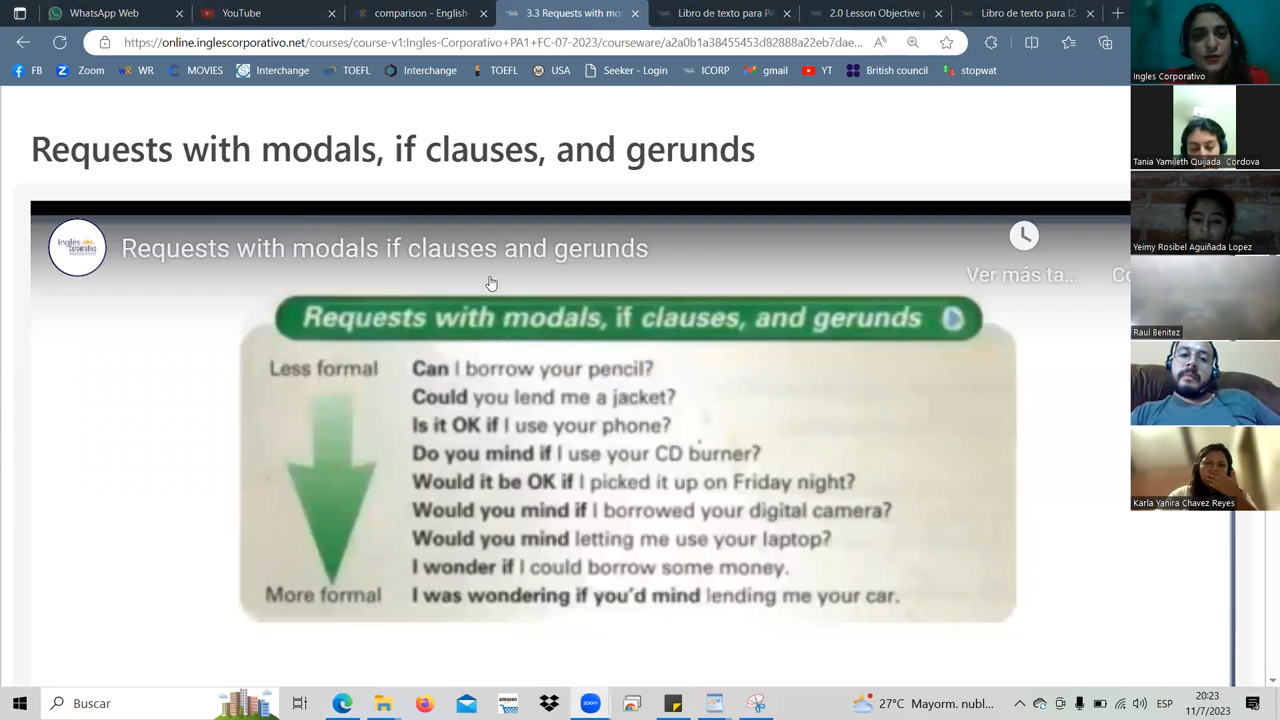 WhatsApp Web
YouTube
comparison - English-
3.3 Requests with mo
Libro de texto para PA
2.0 Lesson Objective |
Libro de texto para I2
https://online.inglescorporativo.net/courses/course-v1:Ingles-Corporativo+PA1+FC-07-2023/courseware/a2a0b1a38455453d82888a22eb7dae...
FB
Zoom
WR
MOVIES
Interchange
TOEFL
Interchange
TOEFL
USA
Seeker - Login
ICORP
gmail
YT
British council
stopwat
Requests with modals, if clauses, and gerunds
Inglés
Corporativo
Requests with modals if clauses and gerunds
Ver más ta...
Requests with modals, if clauses, and gerunds
Less formal
Can I borrow your pencil?
Could you lend me a jacket?
Is it OK if I use your phone?
Do you mind if I use your CD burner?
Would it be OK if I picked it up on Friday night?
Would you mind if I borrowed your digital camera?
Would you mind letting me use your laptop?
I wonder if I could borrow some money.
More formal
I was wondering if you'd mind lending me your car.
Ingles Corporativo
Tania Yamileth Quijada Cordova
Yeimy Rosibel Aguiñada Lopez
Raul Benitez
Karla Yanira Chavez Reyes
Buscar
amazon
zoom
27°C Mayorm. nubl...
ESP
20:23
11/7/2023